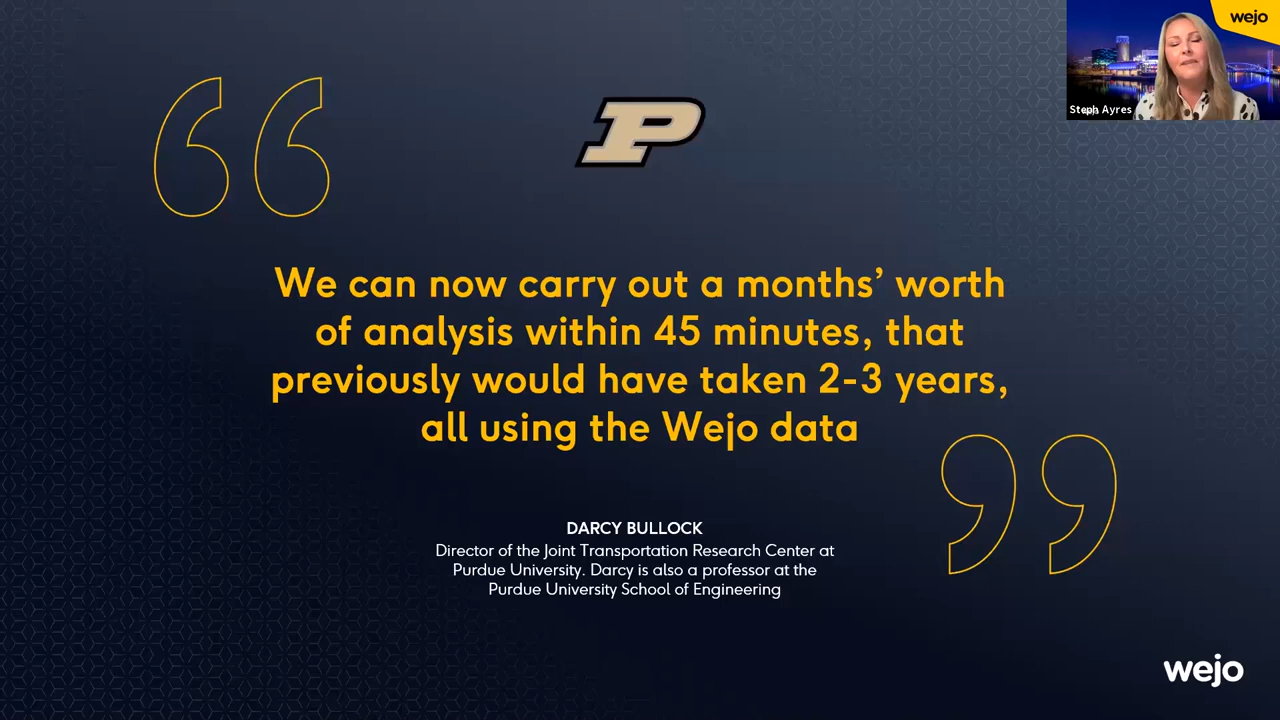 wejo
Steph Ayres
P
We can now carry out a months’ worth
of analysis within 45 minutes, that
previously would have taken 2-3 years,
all using the Wejo data
DARCY BULLOCK
Director of the Joint Transportation Research Center at
Purdue University. Darcy is also a professor at the
Purdue University School of Engineering
wejo